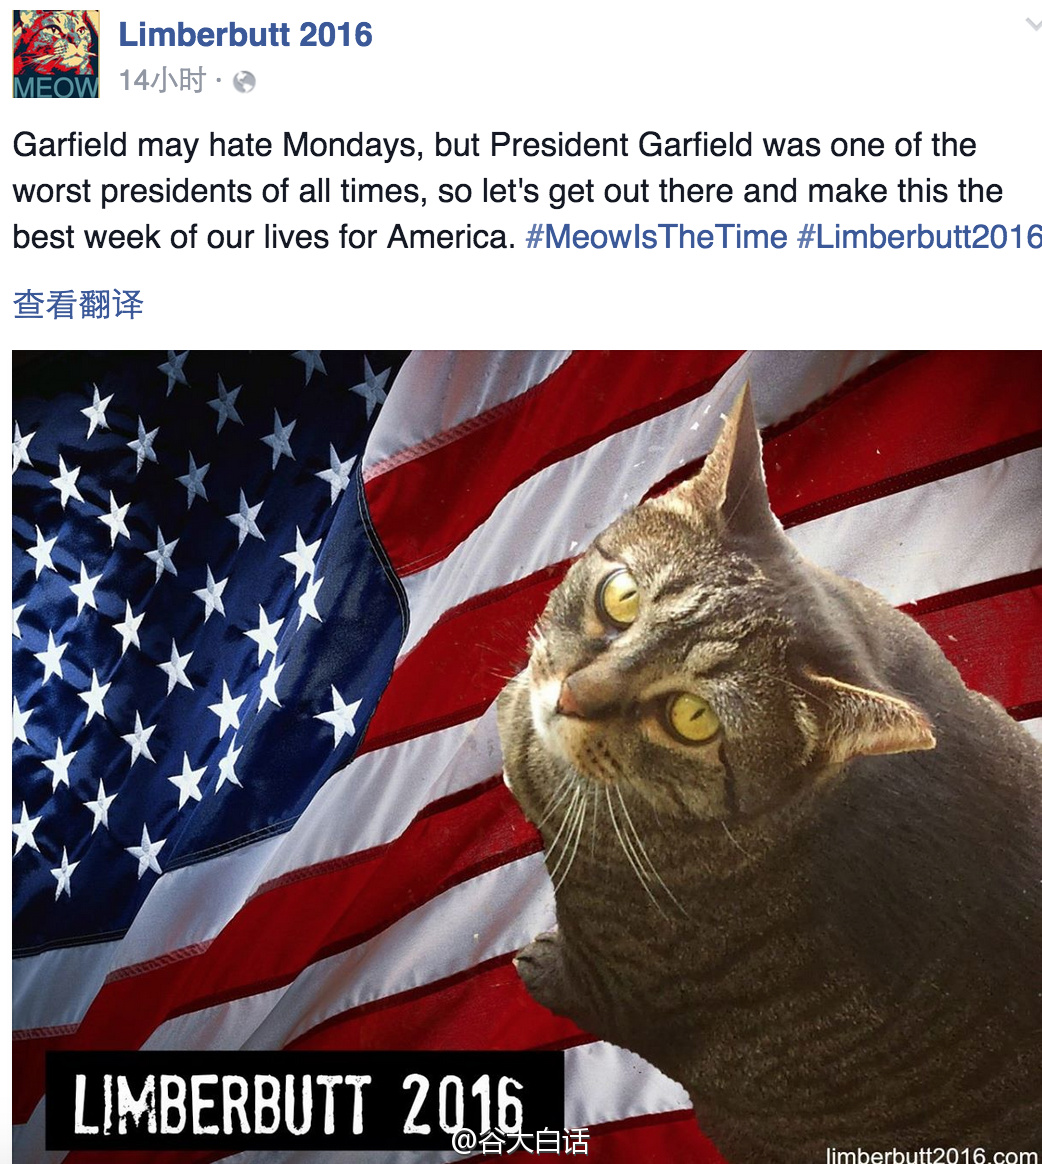 MEOW
Limberbutt 2016
14小时 ·
Garfield may hate Mondays, but President Garfield was one of the
worst presidents of all times, so let's get out there and make this the
best week of our lives for America. #MeowIsTheTime #Limberbutt2016
查看翻译
LIMBERBUTT 2016
@谷大白话
limberbutt2016.com